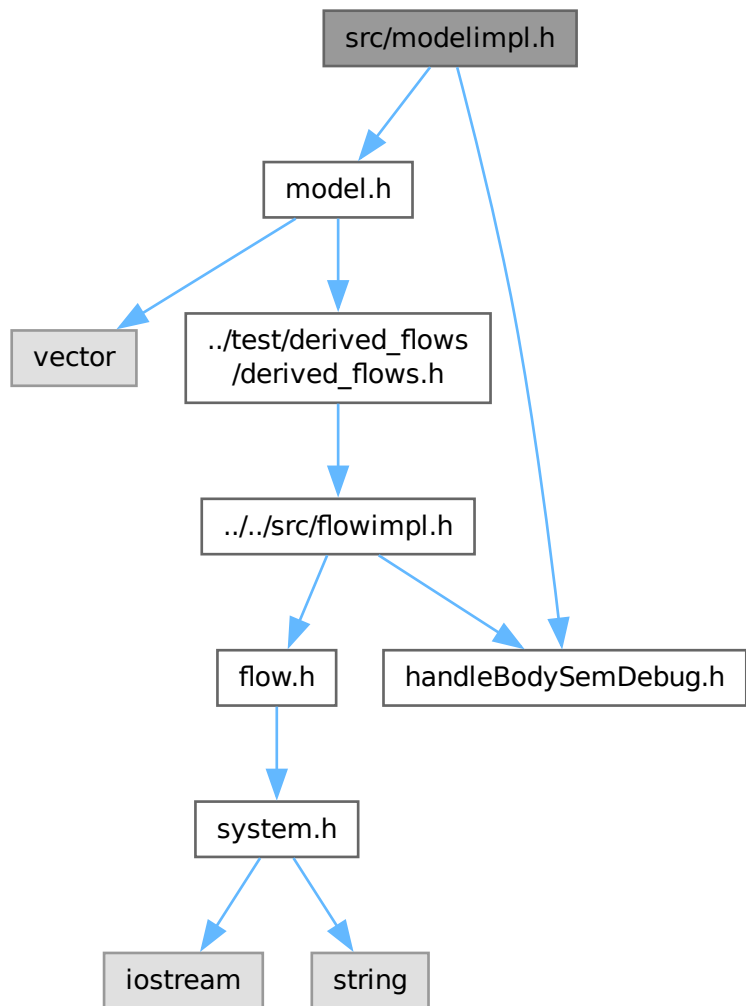 src/modelimpl.h
model.h
vector
../test/derived_flows
/derived_flows.h
../../src/flowimpl.h
flow.h
handleBodySemDebug.h
system.h
iostream
string